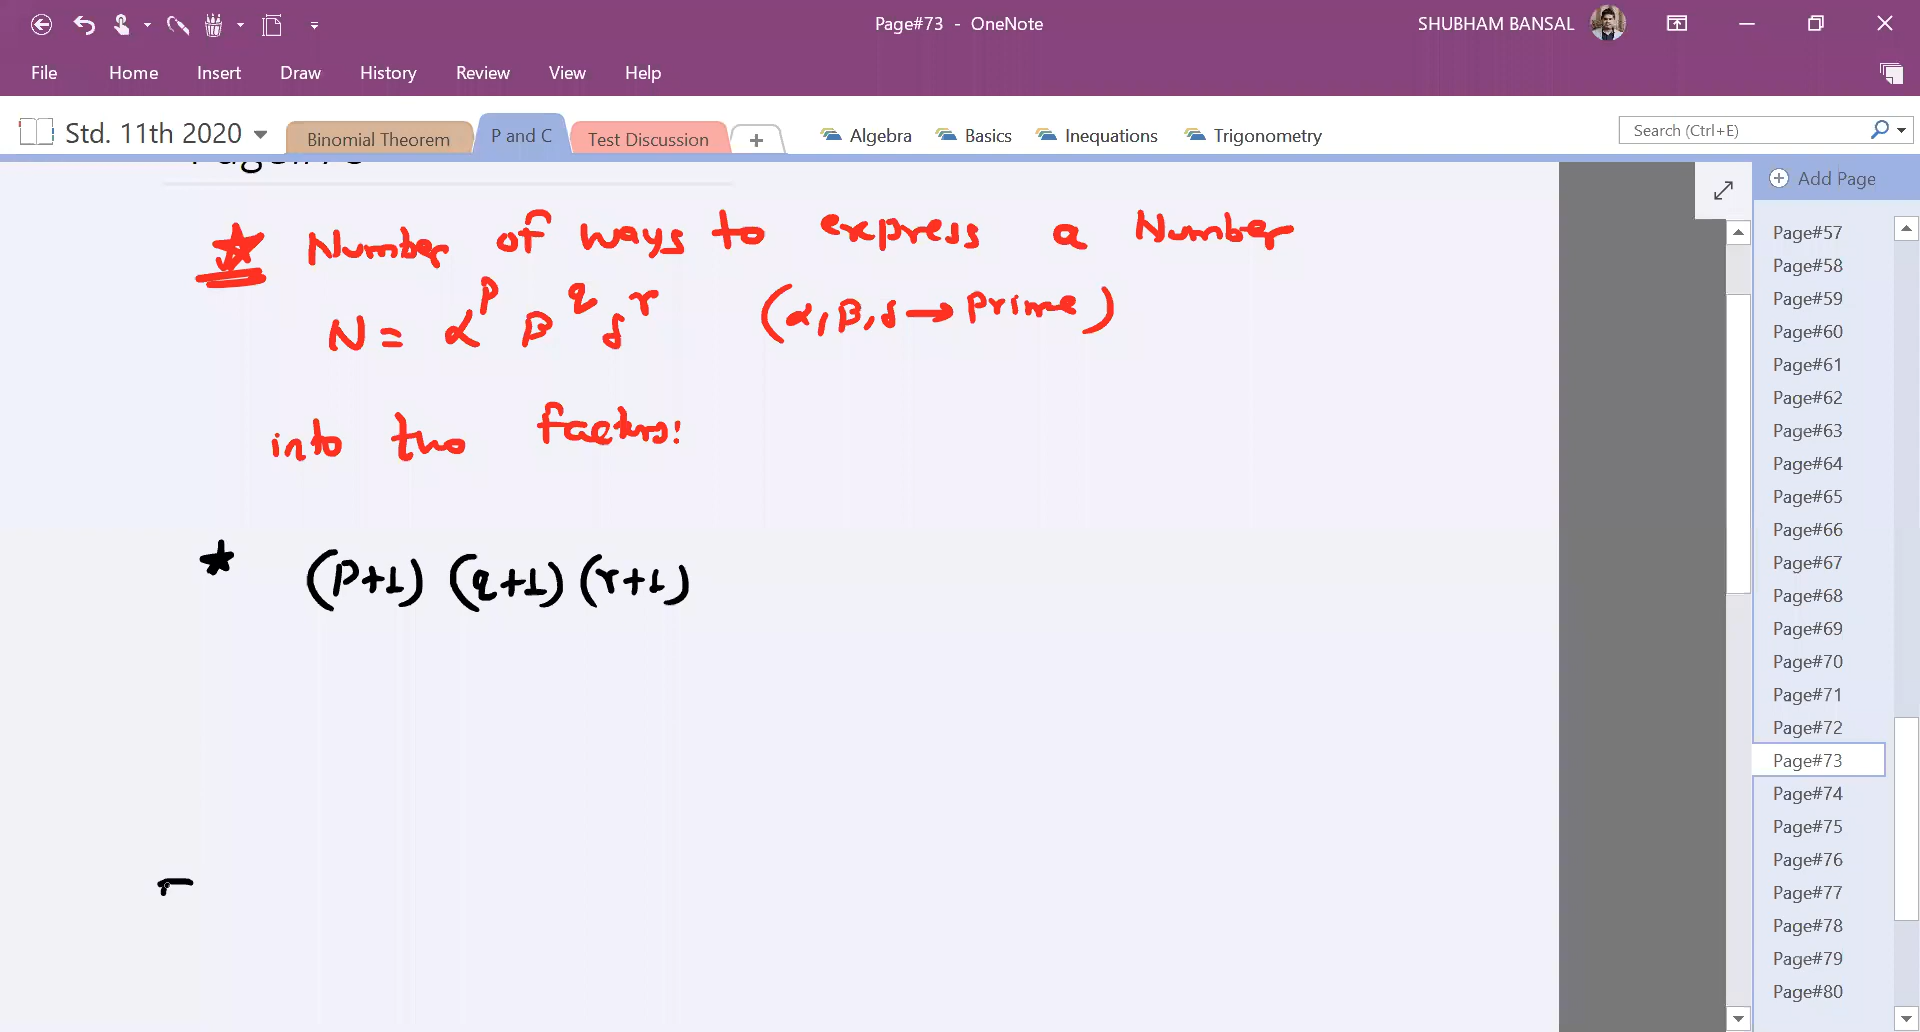 Page#73 - OneNote
SHUBHAM BANSAL
File Home Insert Draw History Review View Help
Std. 11th 2020
Binomial Theorem
P and C
Test Discussion
+
Algebra
Basics
Inequations
Trigonometry
Search (Ctrl+E)
Add Page
Number of ways to express a Number
N = α^p β^q δ^r (α, β, δ → Prime)
into two factors:
★ (p+1) (q+1) (r+1)
Page#57
Page#58
Page#59
Page#60
Page#61
Page#62
Page#63
Page#64
Page#65
Page#66
Page#67
Page#68
Page#69
Page#70
Page#71
Page#72
Page#73
Page#74
Page#75
Page#76
Page#77
Page#78
Page#79
Page#80